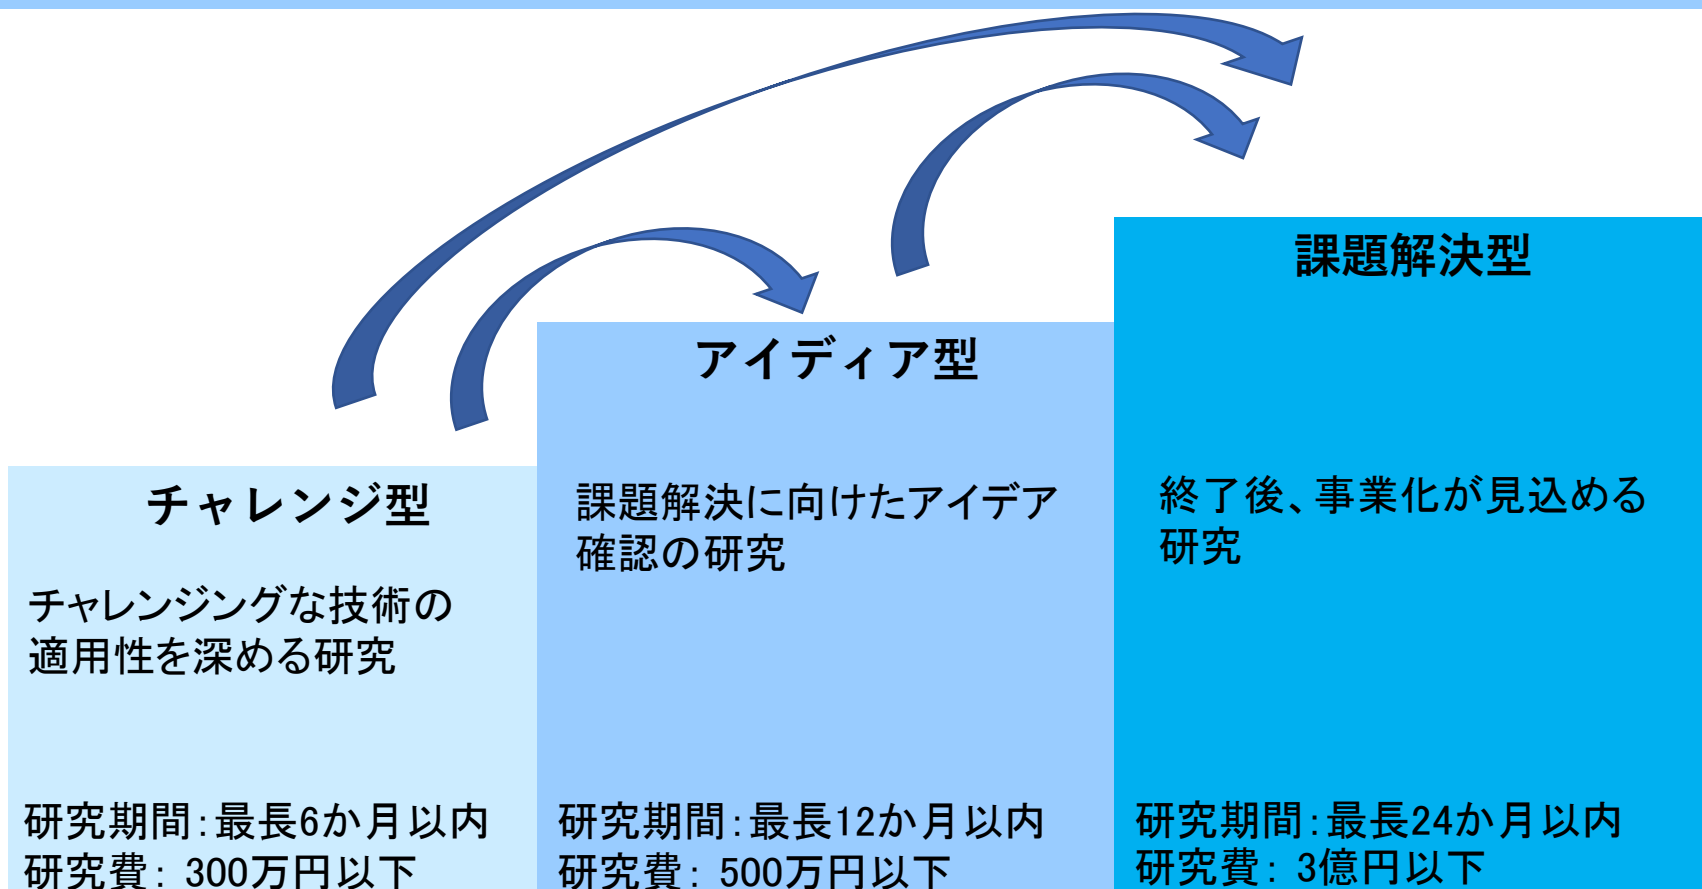 課題解決型
アイディア型
チャレンジ型
チャレンジングな技術の
適用性を深める研究
研究期間:最長6か月以内
研究費: 300万円以下
課題解決に向けたアイデア
確認の研究
研究期間:最長12か月以内
研究費: 500万円以下
終了後、事業化が見込める
研究
研究期間:最長24か月以内
研究費: 3億円以下